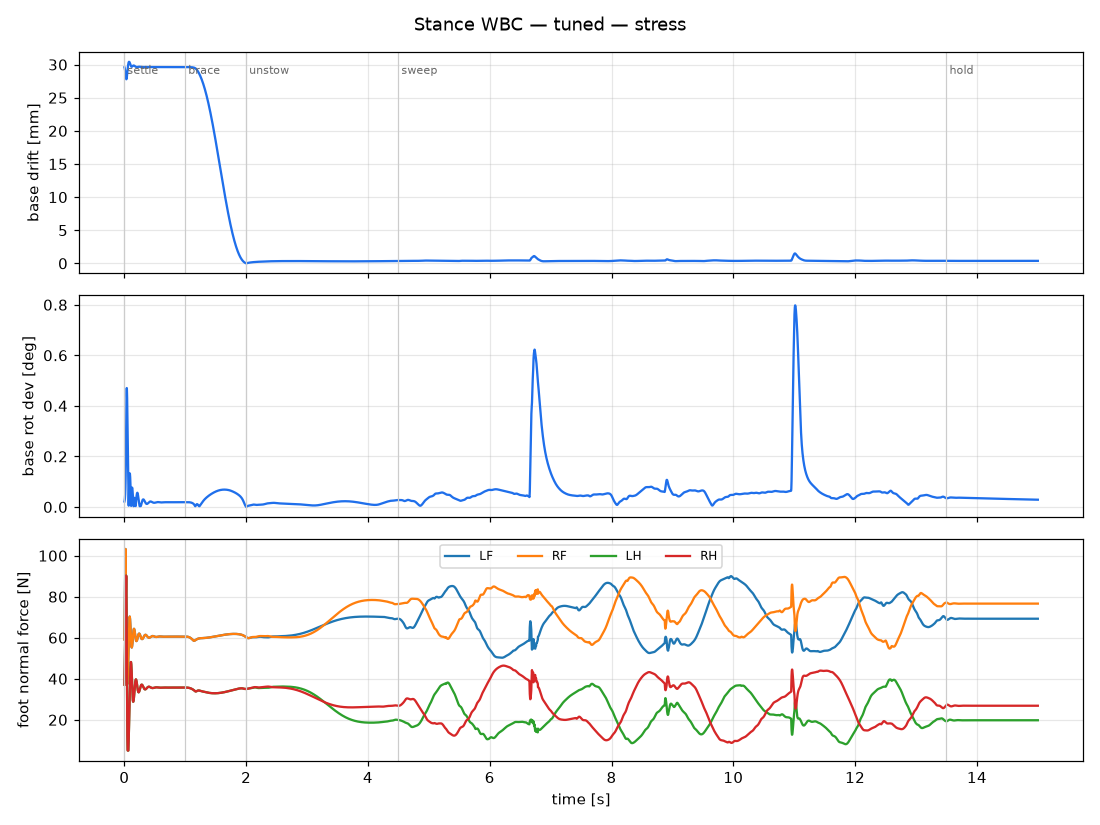 Stance WBC — tuned — stress
settle brace unstow sweep hold
base drift [mm]
30
25
20
15
10
5
0
base rot dev [deg]
0.8
0.6
0.4
0.2
0.0
LF RF LH RH
foot normal force [N]
100
80
60
40
20
0 2 4 6 8 10 12 14
time [s]